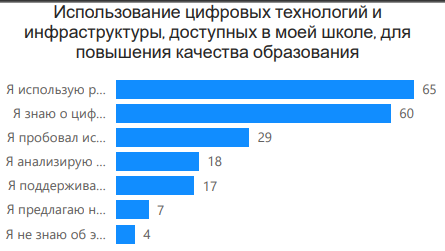 Использование цифровых технологий и
инфраструктуры, доступных в моей школе, для
повышения качества образования
Я использую р... 65
Я знаю о циф... 60
Я пробовал ис... 29
Я анализирую ... 18
Я поддержива... 17
Я предлагаю н... 7
Я не знаю об э... 4